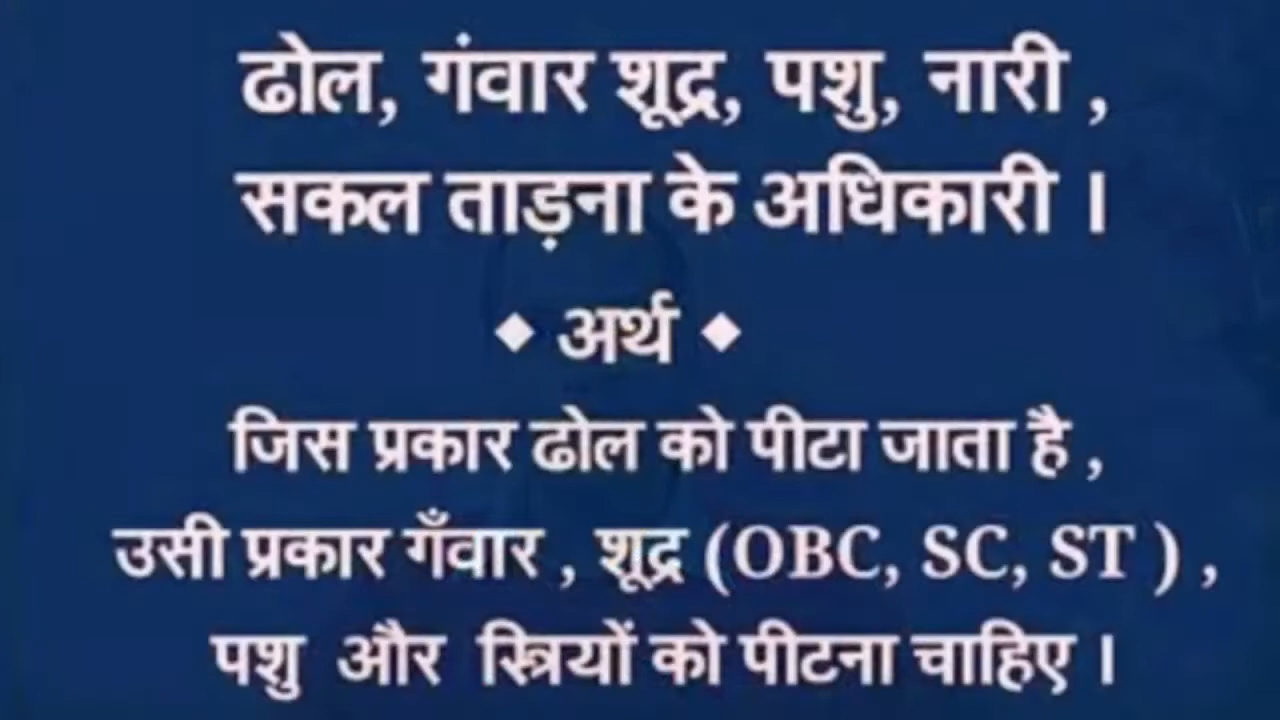 ढोल, गंवार शूद्र, पशु, नारी ,
सकल ताड़ना के अधिकारी ।
◆ अर्थ ◆
जिस प्रकार ढोल को पीटा जाता है ,
उसी प्रकार गँवार , शूद्र (OBC, SC, ST ) ,
पशु और स्त्रियों को पीटना चाहिए ।